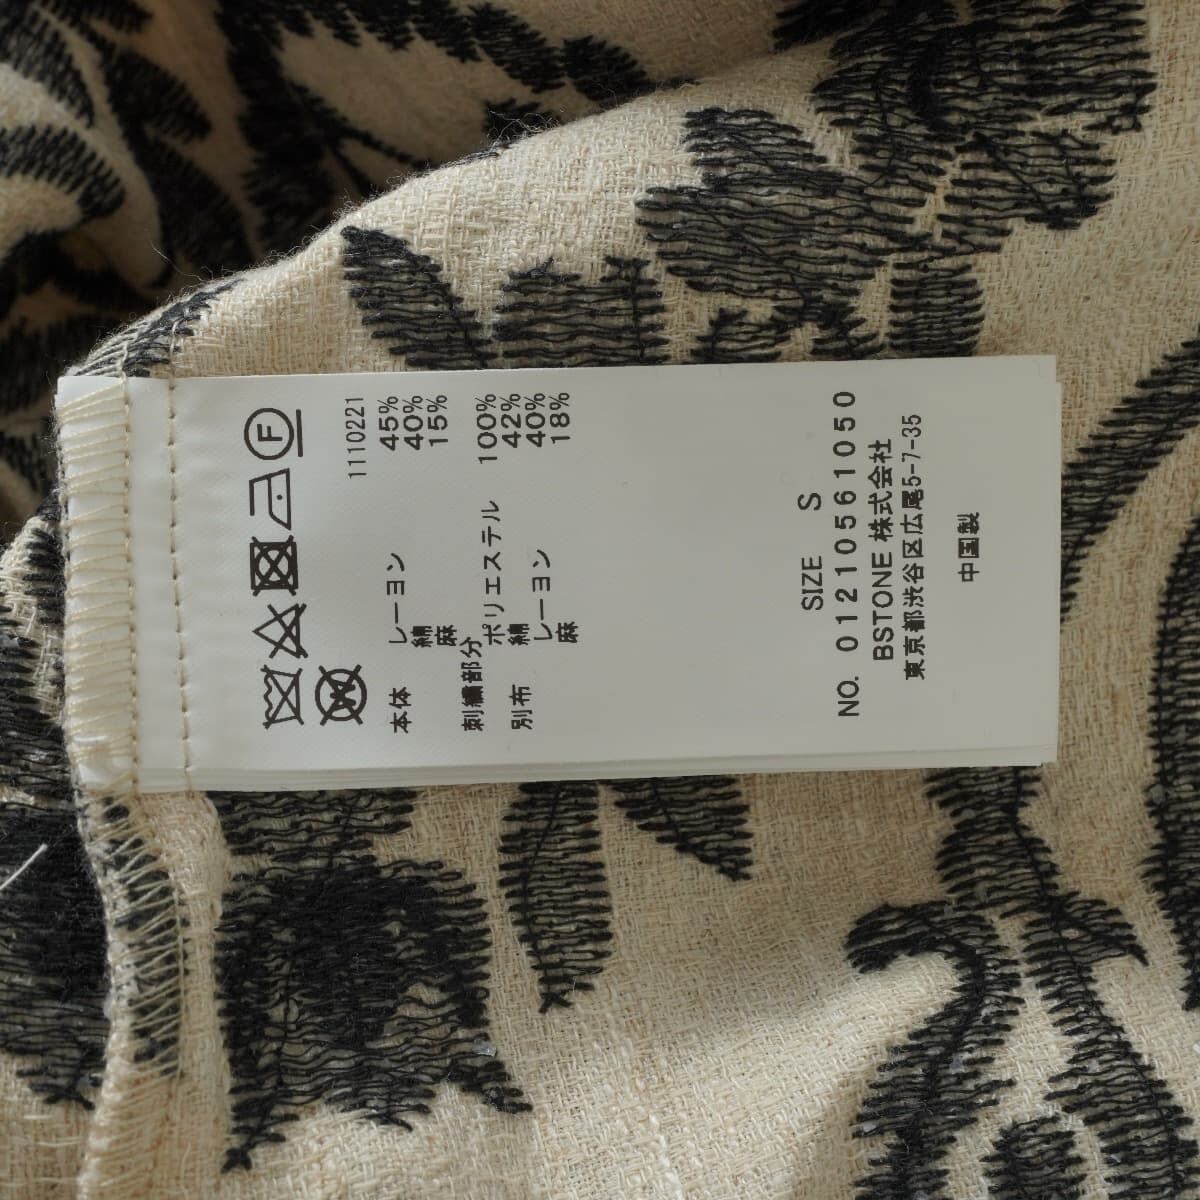 F
W
1110221
本体 レーヨン 45%
綿 40%
麻 15%
刺繍部分
ポリエステル 100%
別布 綿 42%
レーヨン 40%
麻 18%
SIZE S
NO. 01210561050
BSTONE 株式会社
東京都渋谷区広尾5-7-35
中国製